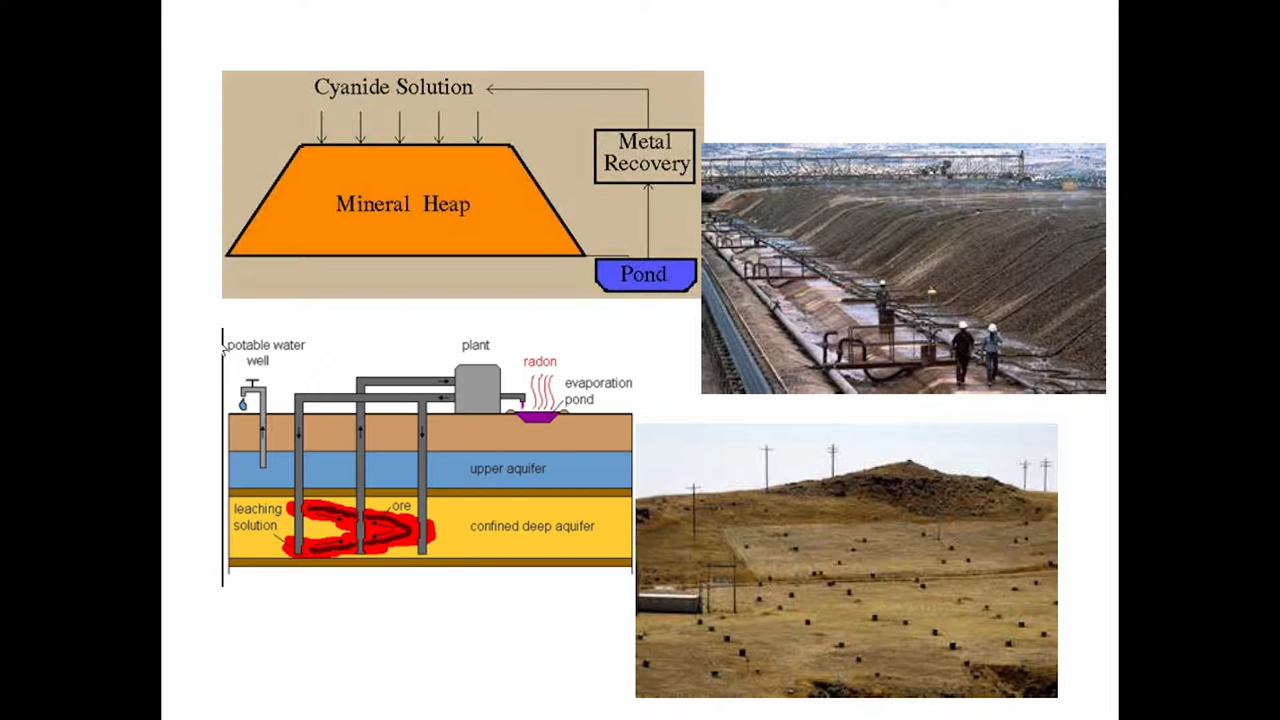 Cyanide Solution
Metal
Recovery
Mineral Heap
Pond
potable water
well
plant
radon
evaporation
pond
upper aquifer
leaching
solution
ore
confined deep aquifer